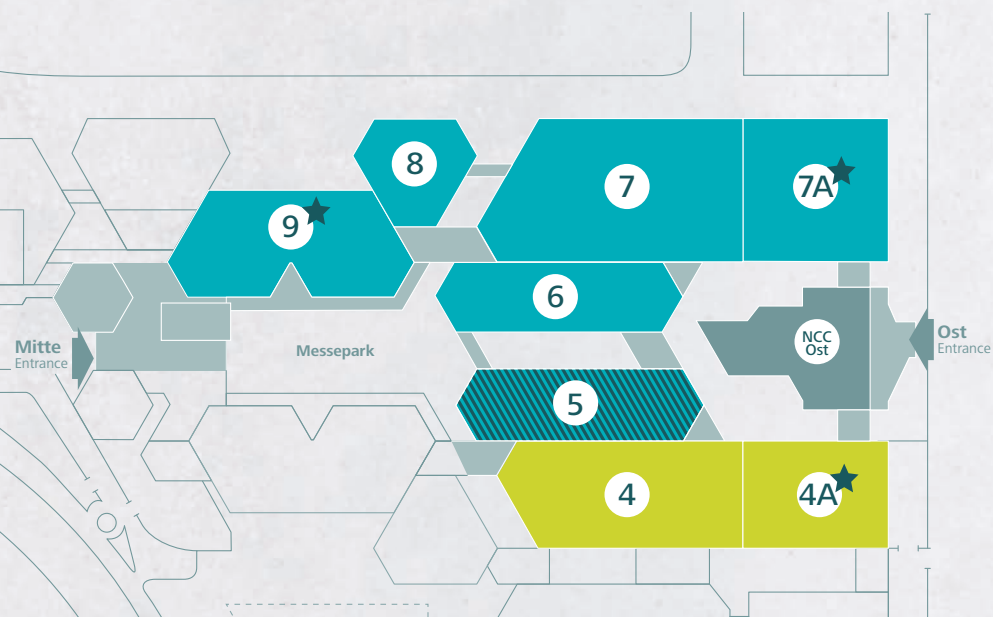 8
7
7A
9
6
NCC
Ost
Mitte
Entrance
Messepark
Ost
Entrance
5
4
4A